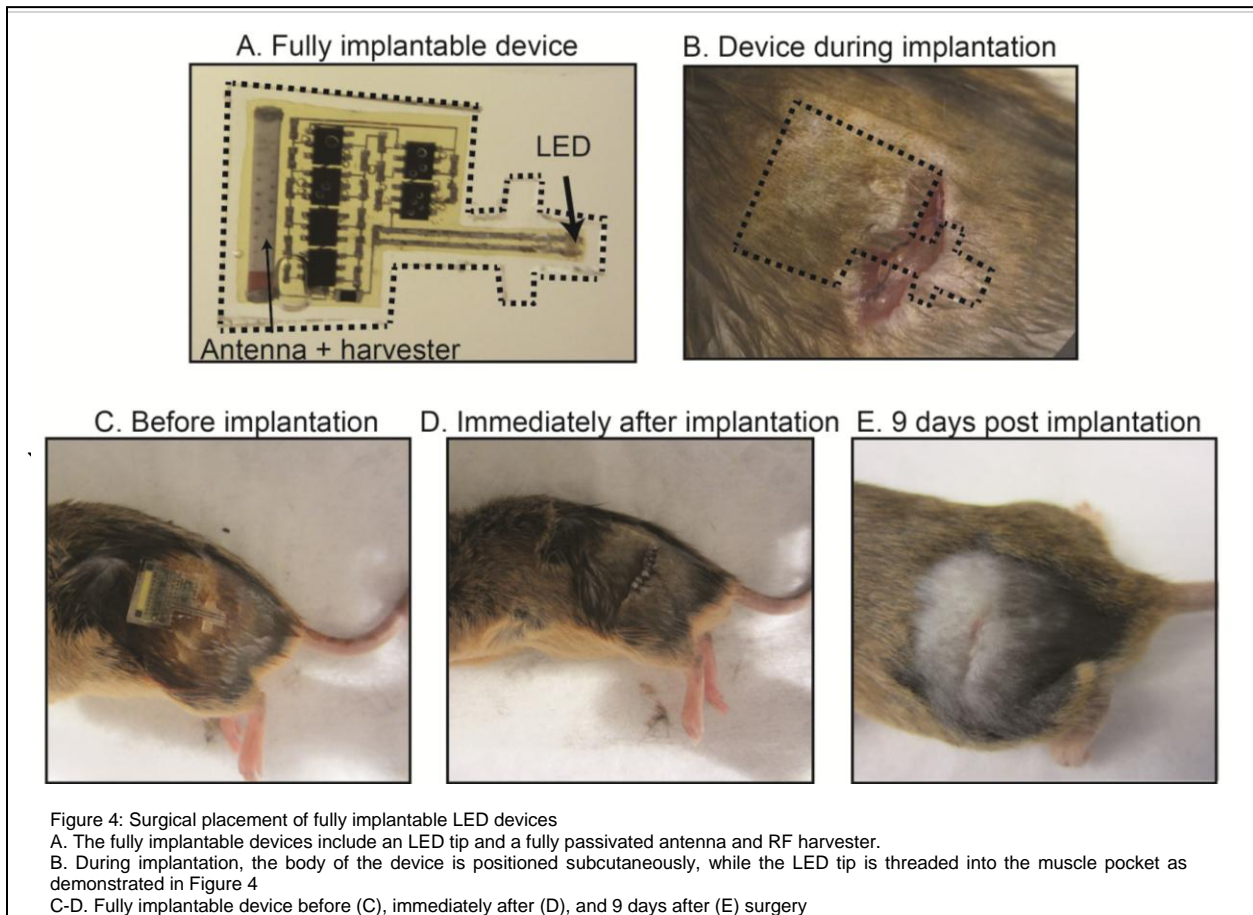 A. Fully implantable device
B. Device during implantation
LED
Antenna + harvester
C. Before implantation
D. Immediately after implantation
E. 9 days post implantation
Figure 4: Surgical placement of fully implantable LED devices
A. The fully implantable devices include an LED tip and a fully passivated antenna and RF harvester.
B. During implantation, the body of the device is positioned subcutaneously, while the LED tip is threaded into the muscle pocket as
demonstrated in Figure 4
C-D. Fully implantable device before (C), immediately after (D), and 9 days after (E) surgery